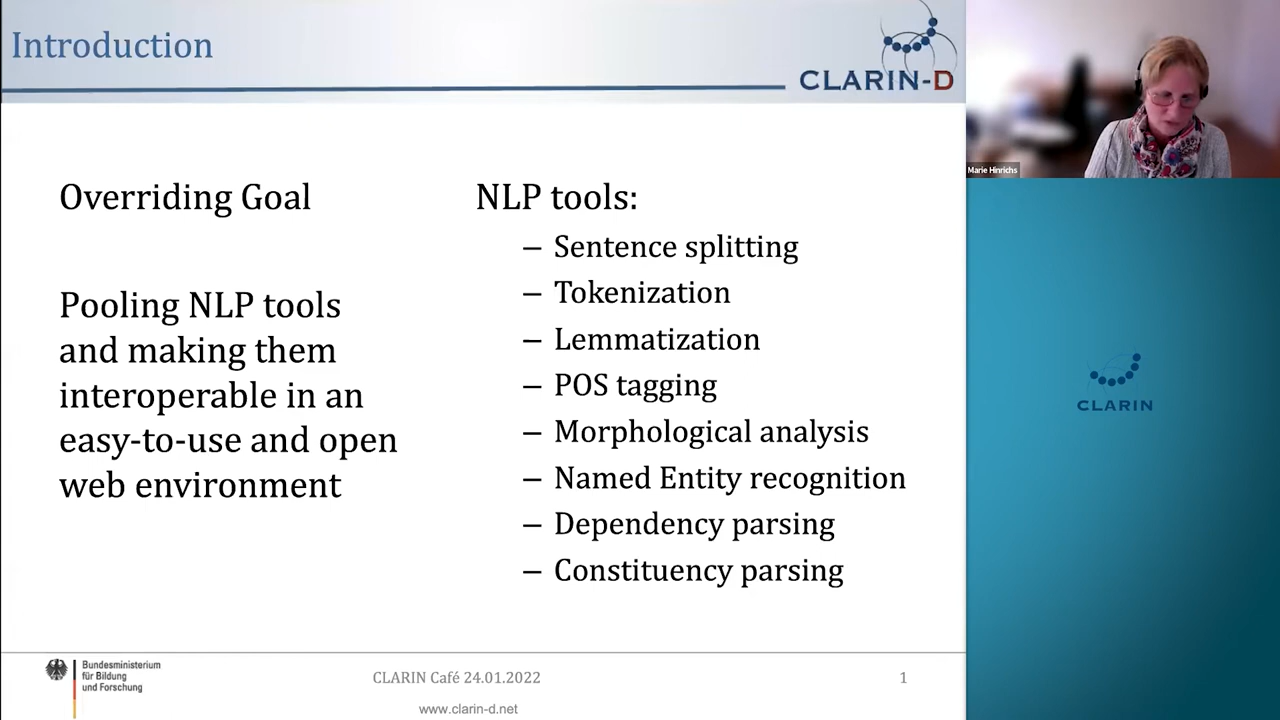 Introduction
CLARIN-D
Overriding Goal
Pooling NLP tools
and making them
interoperable in an
easy-to-use and open
web environment
NLP tools:
– Sentence splitting
– Tokenization
– Lemmatization
– POS tagging
– Morphological analysis
– Named Entity recognition
– Dependency parsing
– Constituency parsing
Bundesministerium
für Bildung
und Forschung
CLARIN Café 24.01.2022
1
www.clarin-d.net
Marie Hinrichs
CLARIN